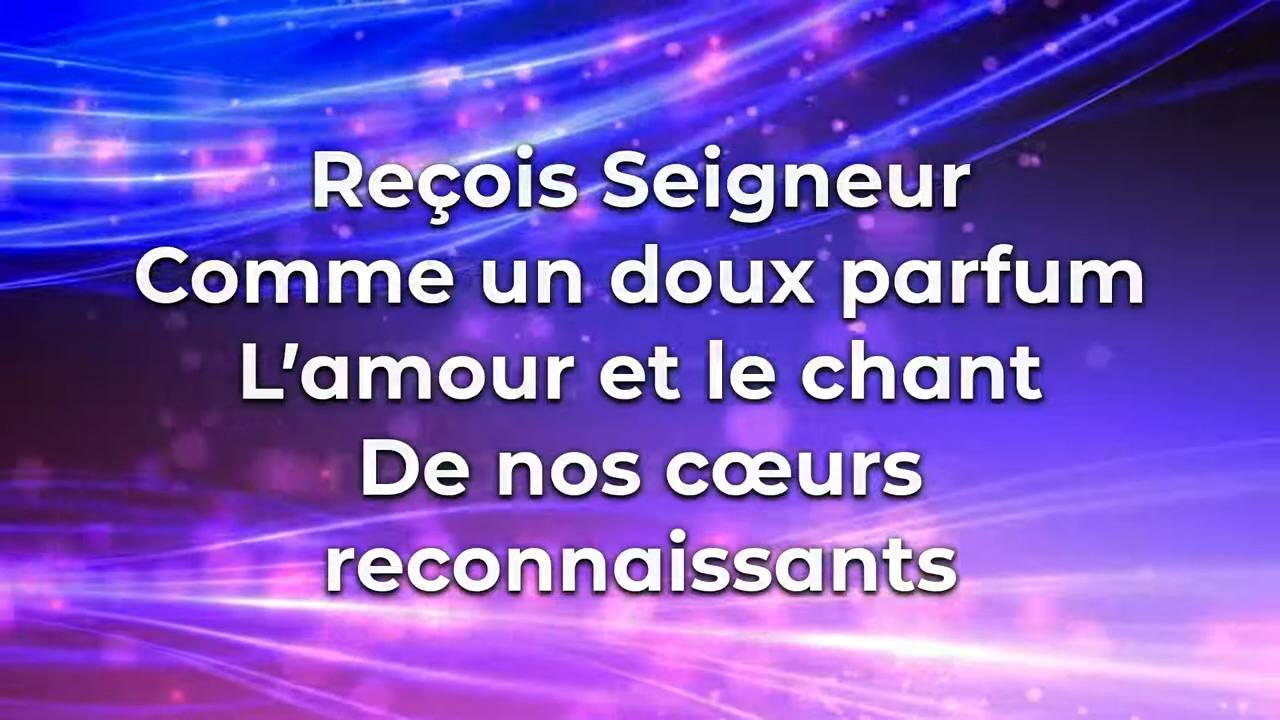 Reçois Seigneur
Comme un doux parfum
L'amour et le chant
De nos cœurs
reconnaissants